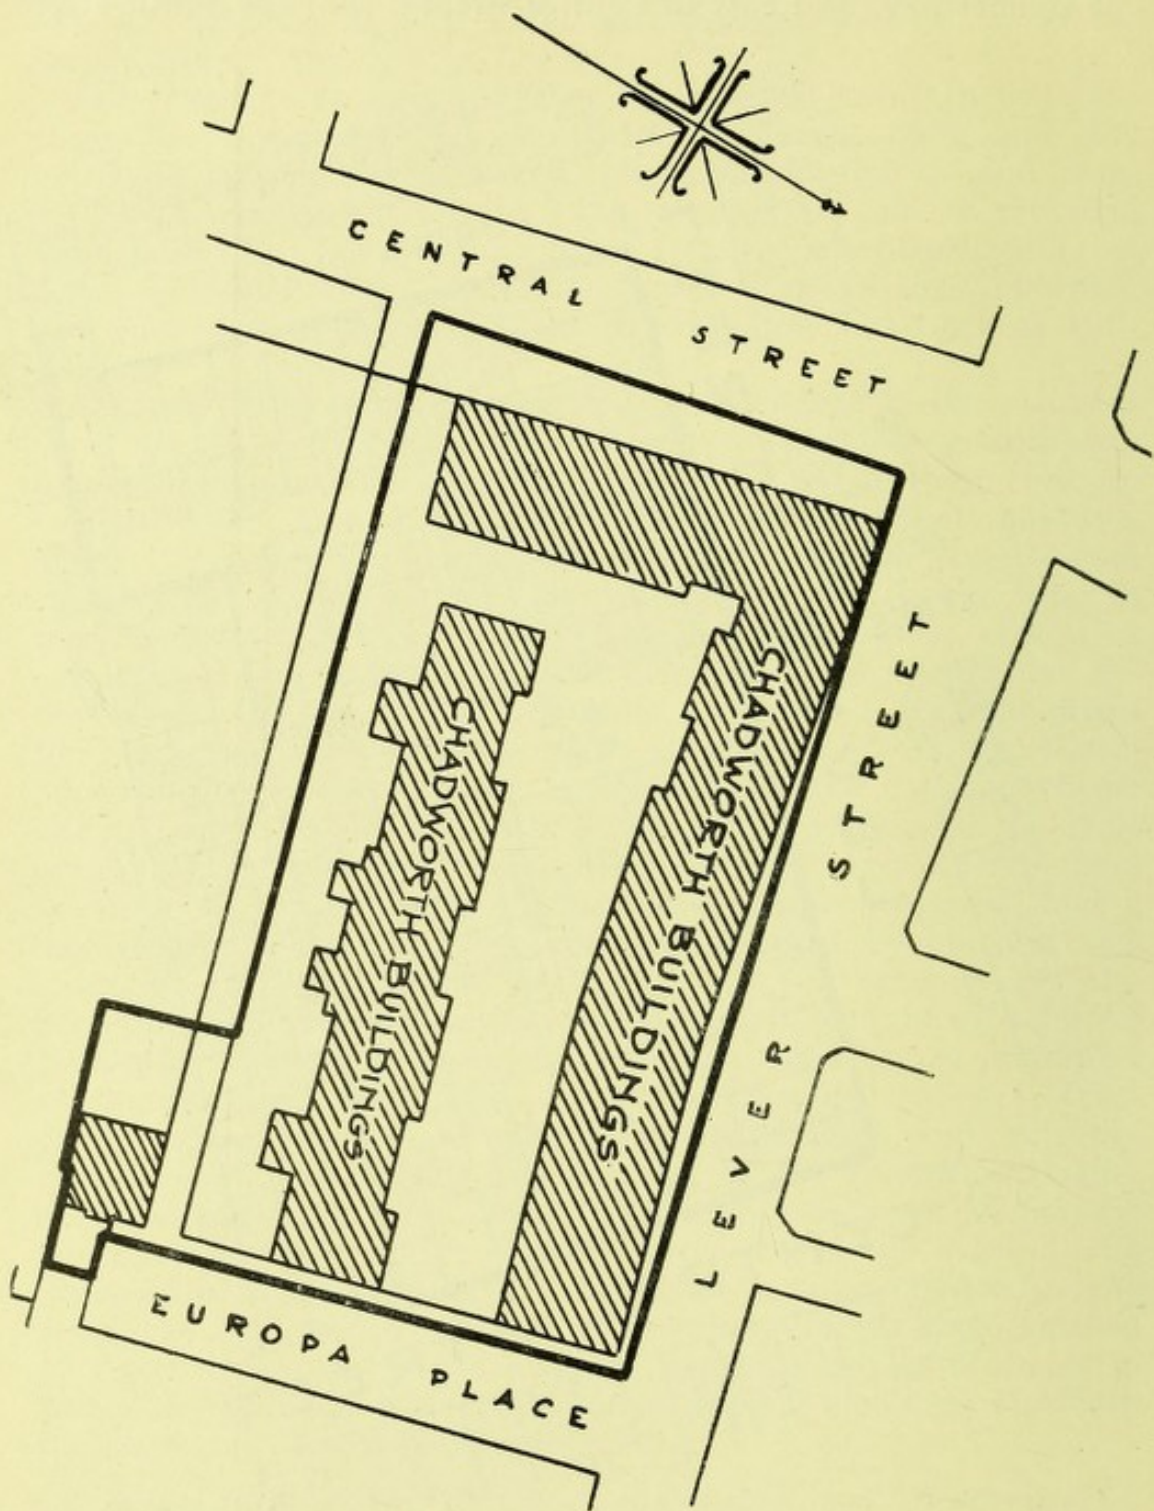 CENTRAL STREET
CHADWORTH BUILDINGS
CHADWORTH BUILDINGS
LEVER STREET
EUROPA PLACE